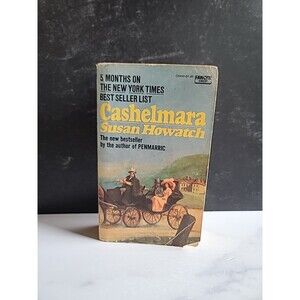 FAWCETT
5 MONTHS ON
THE NEW YORK TIMES
BEST SELLER LIST
Cashelmara
Susan Howatch
The new bestseller
by the author of PENMARRIC